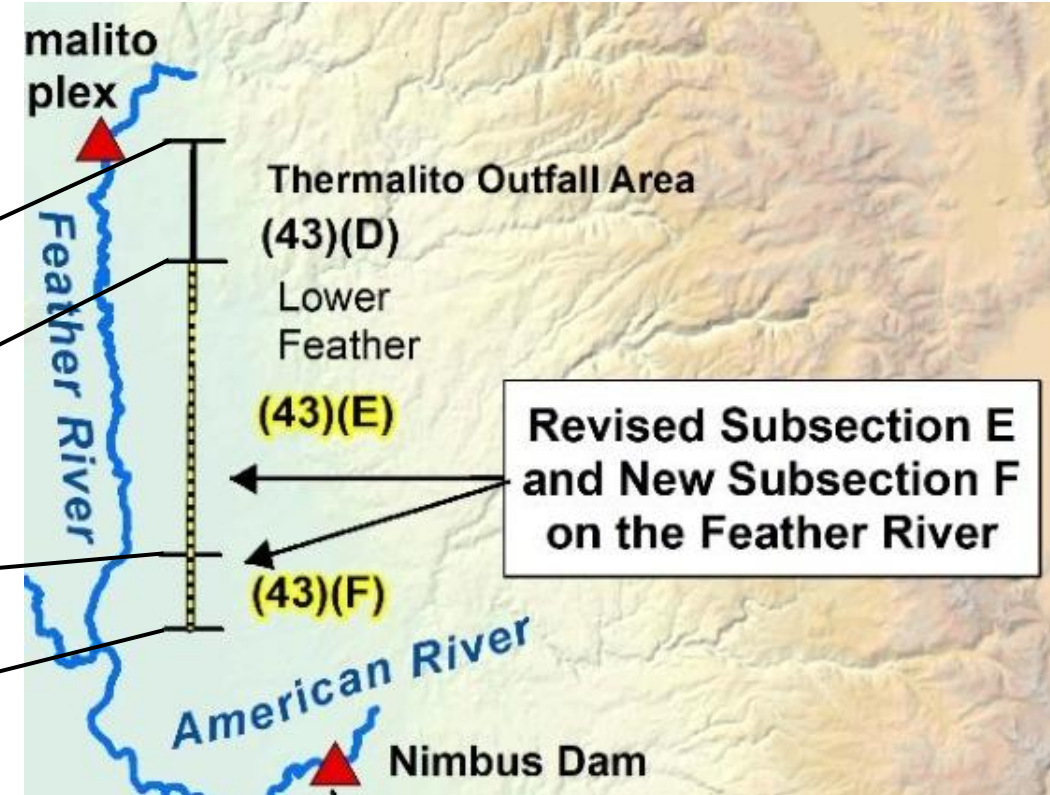 malito
plex
Thermalito Outfall Area
(43)(D)
Lower
Feather
Feather River
(43)(E)
Revised Subsection E
and New Subsection F
on the Feather River
(43)(F)
American River
Nimbus Dam